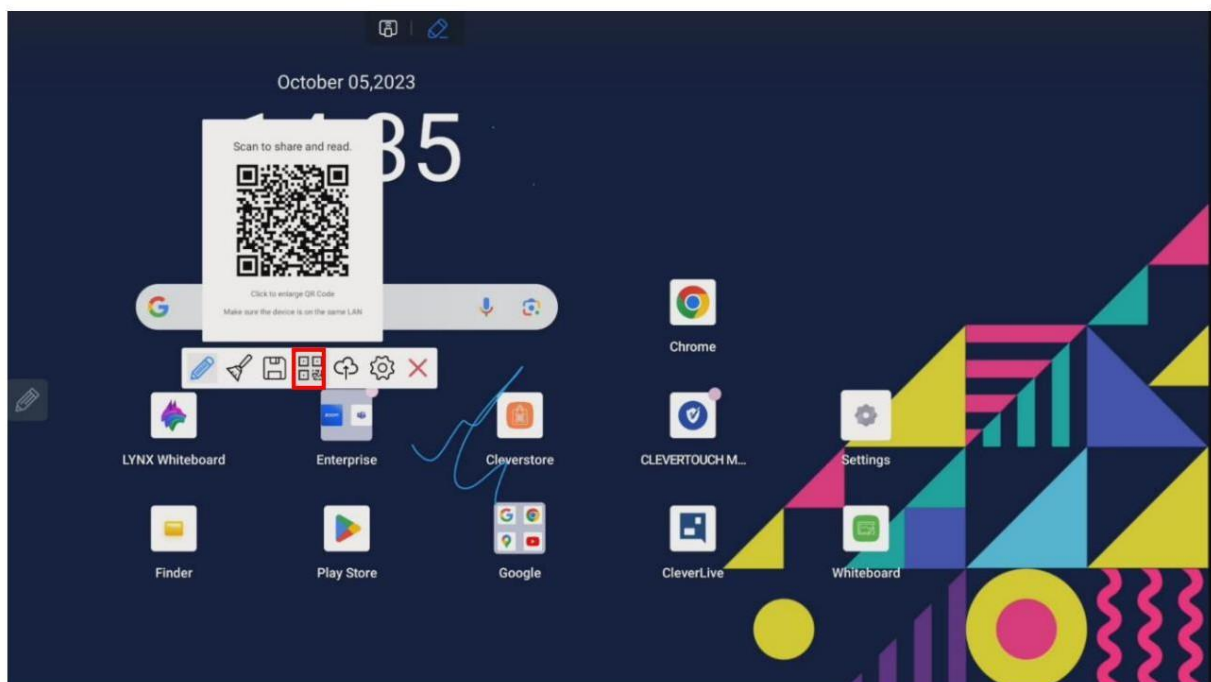 October 05,2023
35
Scan to share and read.
Click to enlarge QR Code
Make sure the device is on the same LAN
Chrome
LYNX Whiteboard
Enterprise
Cleverstore
CLEVERTOUCH M...
Settings
Finder
Play Store
Google
CleverLive
Whiteboard